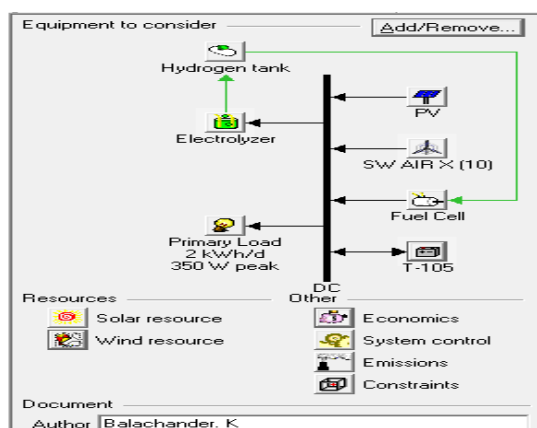 Equipment to consider
Add/Remove...
Hydrogen tank
PV
Electrolyzer
SW AIR X (10)
Fuel Cell
Primary Load
2 kWh/d
350 W peak
T-105
DC
Resources
Other
Solar resource
Economics
Wind resource
System control
Emissions
Constraints
Document
Author Balachander. K